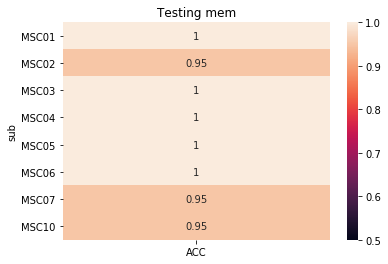 Testing mem
MSC01 1
MSC02 0.95
MSC03 1
MSC04 1
MSC05 1
MSC06 1
MSC07 0.95
MSC10 0.95
sub
ACC
1.0
0.9
0.8
0.7
0.6
0.5